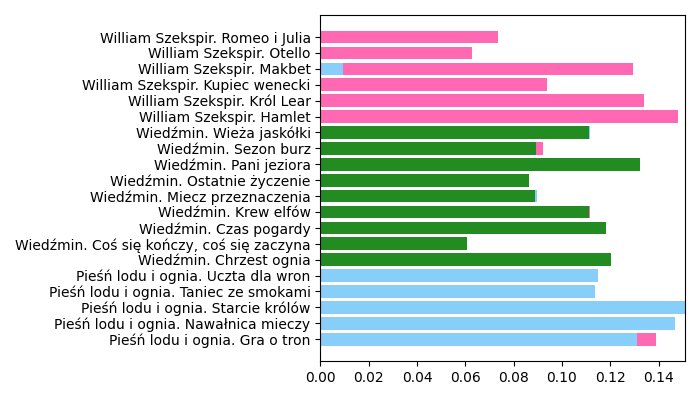 William Szekspir. Romeo i Julia
William Szekspir. Otello
William Szekspir. Makbet
William Szekspir. Kupiec wenecki
William Szekspir. Król Lear
William Szekspir. Hamlet
Wiedźmin. Wieża jaskółki
Wiedźmin. Sezon burz
Wiedźmin. Pani jeziora
Wiedźmin. Ostatnie życzenie
Wiedźmin. Miecz przeznaczenia
Wiedźmin. Krew elfów
Wiedźmin. Czas pogardy
Wiedźmin. Coś się kończy, coś się zaczyna
Wiedźmin. Chrzest ognia
Pieśń lodu i ognia. Uczta dla wron
Pieśń lodu i ognia. Taniec ze smokami
Pieśń lodu i ognia. Starcie królów
Pieśń lodu i ognia. Nawałnica mieczy
Pieśń lodu i ognia. Gra o tron
0.00 0.02 0.04 0.06 0.08 0.10 0.12 0.14